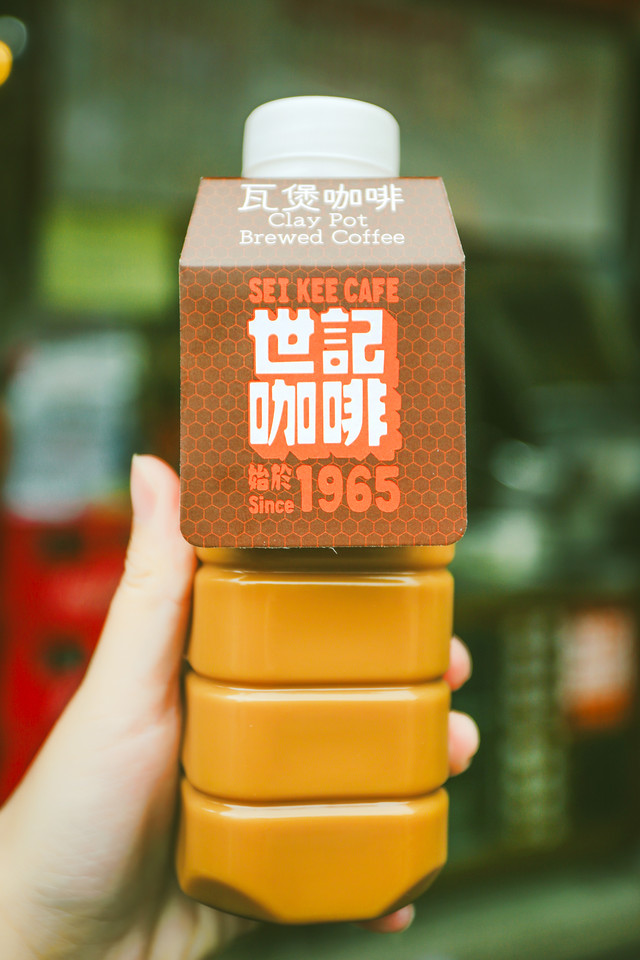 瓦煲咖啡
Clay Pot
Brewed Coffee
SEI KEE CAFE
世記
咖啡
始於
Since 1965